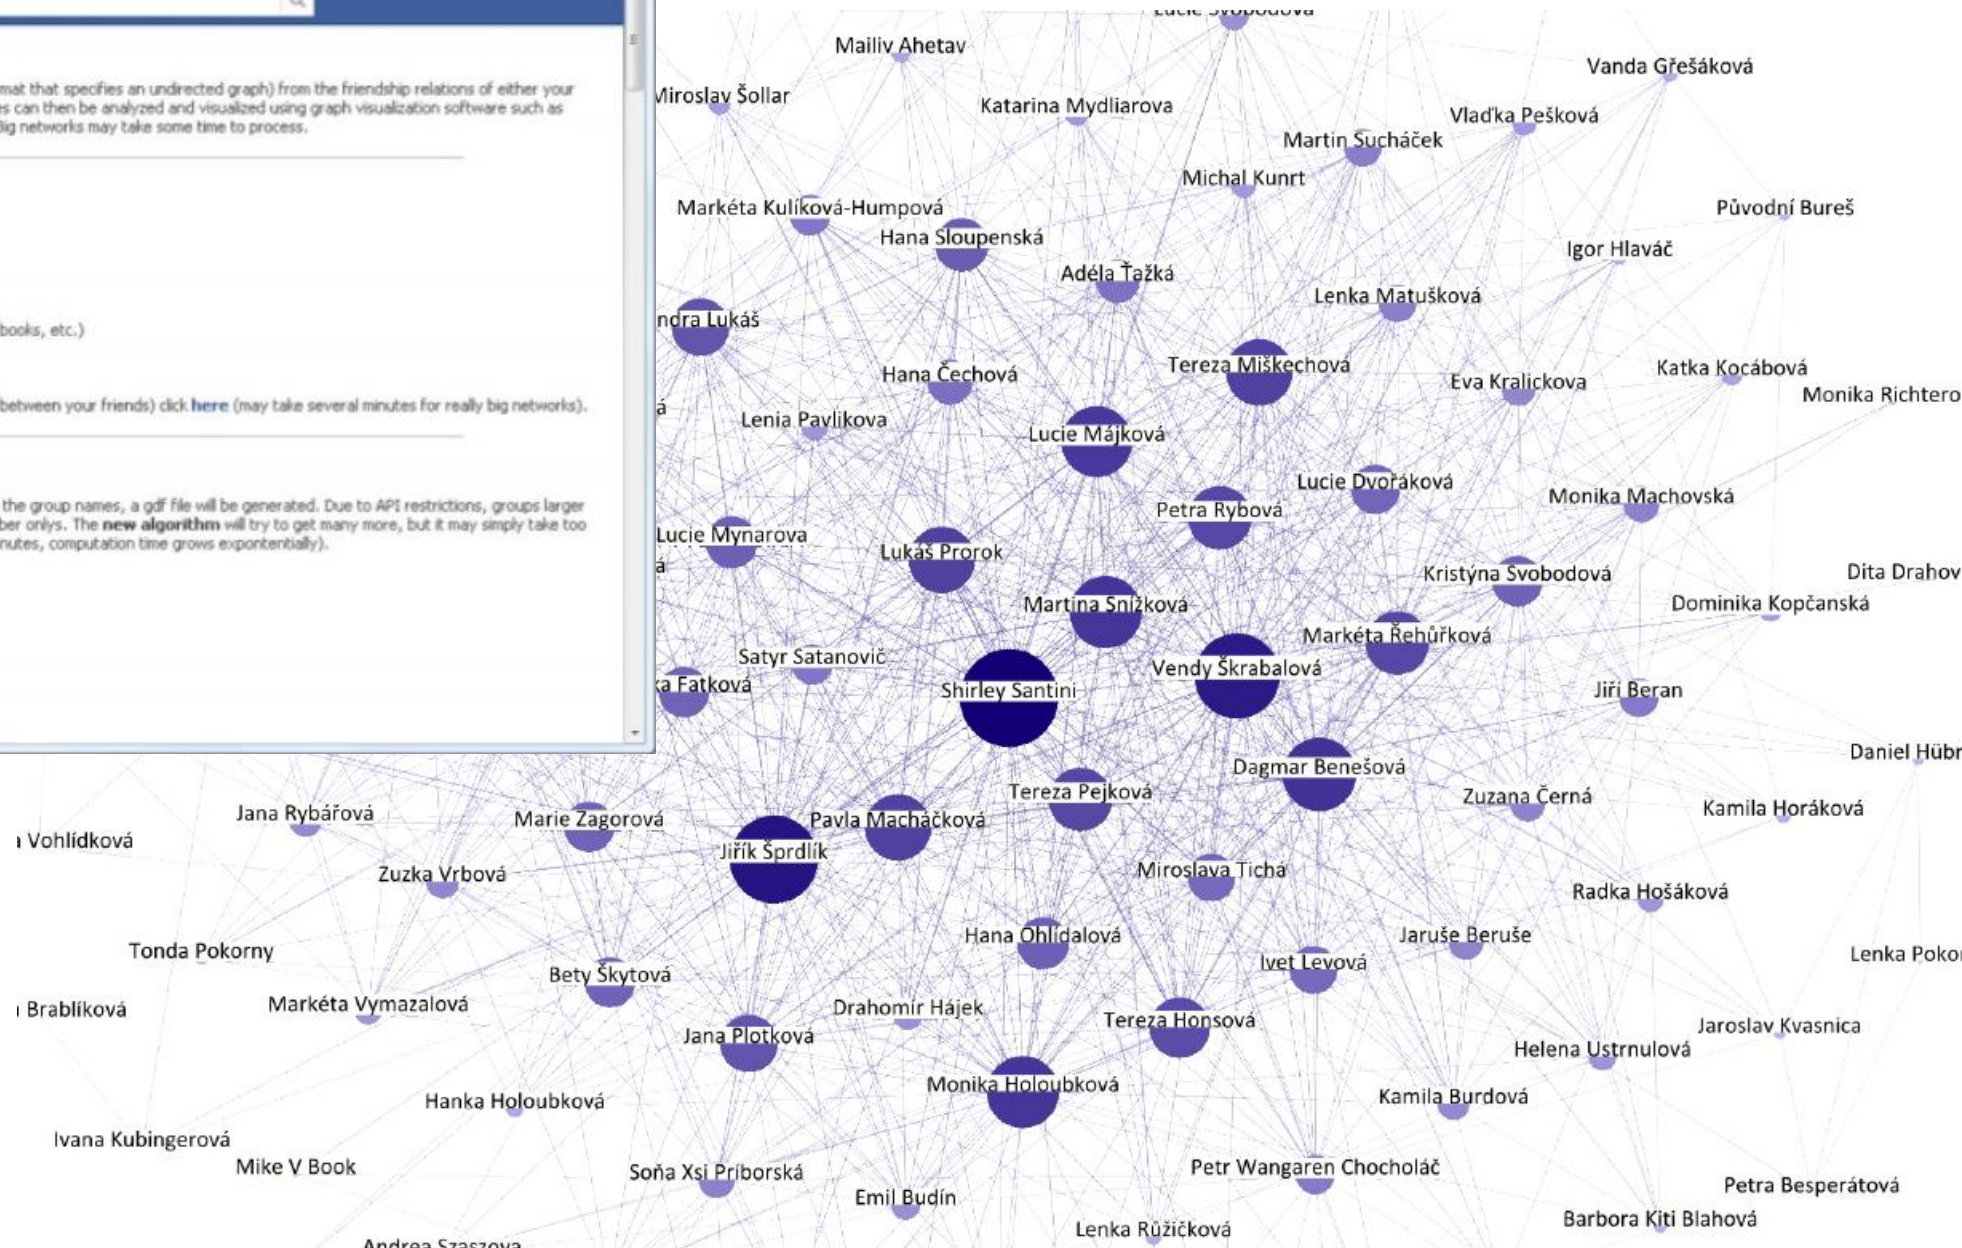 mat that specifies an undirected graph) from the friendship relations of either your
s can then be analyzed and visualized using graph visualization software such as
Big networks may take some time to process.
books, etc.)
between your friends) click here (may take several minutes for really big networks).
the group names, a gdf file will be generated. Due to API restrictions, groups larger
ber onlys. The new algorithm will try to get many more, but it may simply take too
nutes, computation time grows expontentially).
Lucie Svobodová
Mailiv Ahetav
Vanda Gřešáková
Miroslav Šollar
Katarina Mydliarova
Vlaďka Pešková
Martin Sucháček
Michal Kunrt
Markéta Kulíková-Humpová
Původní Bureš
Hana Sloupenská
Igor Hlaváč
Adéla Ťažká
Lenka Matušková
ndra Lukáš
Tereza Miškechová
Katka Kocábová
Hana Čechová
Eva Kralickova
Monika Richtero
á
Lenia Pavlikova
Lucie Májková
Lucie Dvořáková
Monika Machovská
Petra Rybová
Lucie Mynarova
Lukáš Prorok
á
Kristýna Svobodová
Dita Drahov
Martina Snížková
Dominika Kopčanská
Markéta Řehůřková
Satyr Satanovič
Vendy Škrabalová
ka Fatková
Shirley Santini
Jiří Beran
Daniel Hübn
Dagmar Benešová
Tereza Pejková
Zuzana Černá
Kamila Horáková
Jana Rybářová
Marie Zagorová
Pavla Macháčková
a Vohlídková
Jiřík Šprdlík
Zuzka Vrbová
Miroslava Tichá
Radka Hošáková
Hana Ohlídalová
Jaruše Beruše
Tonda Pokorny
Lenka Poko
Ivet Levová
Bety Škytová
Markéta Vymazalová
Brablíková
Drahomír Hájek
Tereza Honsová
Jaroslav Kvasnica
Jana Plotková
Helena Ustrnulová
Monika Holoubková
Kamila Burdová
Hanka Holoubková
Ivana Kubingerová
Mike V Book
Petr Wangaren Chocholáč
Soňa Xsi Príborská
Petra Besperátová
Emil Budín
Barbora Kiti Blahová
Lenka Růžičková
Andrea Szaszova